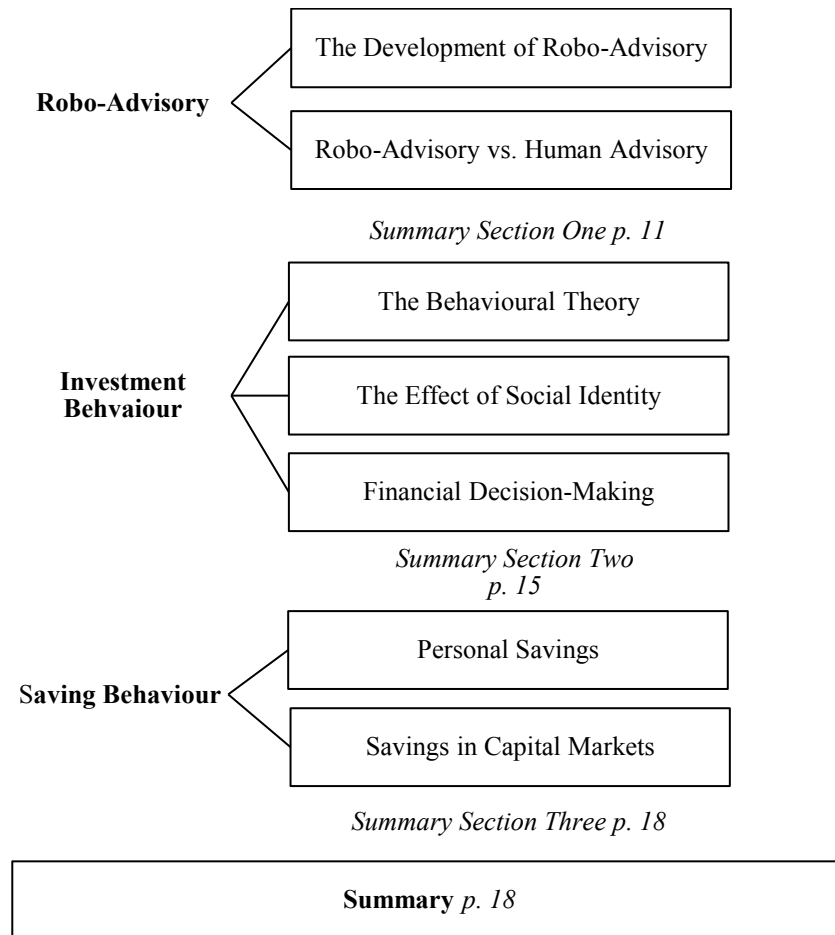 The Development of Robo-Advisory
Robo-Advisory
Robo-Advisory vs. Human Advisory
Summary Section One p. 11
The Behavioural Theory
Investment
Behvaiour
The Effect of Social Identity
Financial Decision-Making
Summary Section Two
p. 15
Personal Savings
Saving Behaviour
Savings in Capital Markets
Summary Section Three p. 18
Summary p. 18